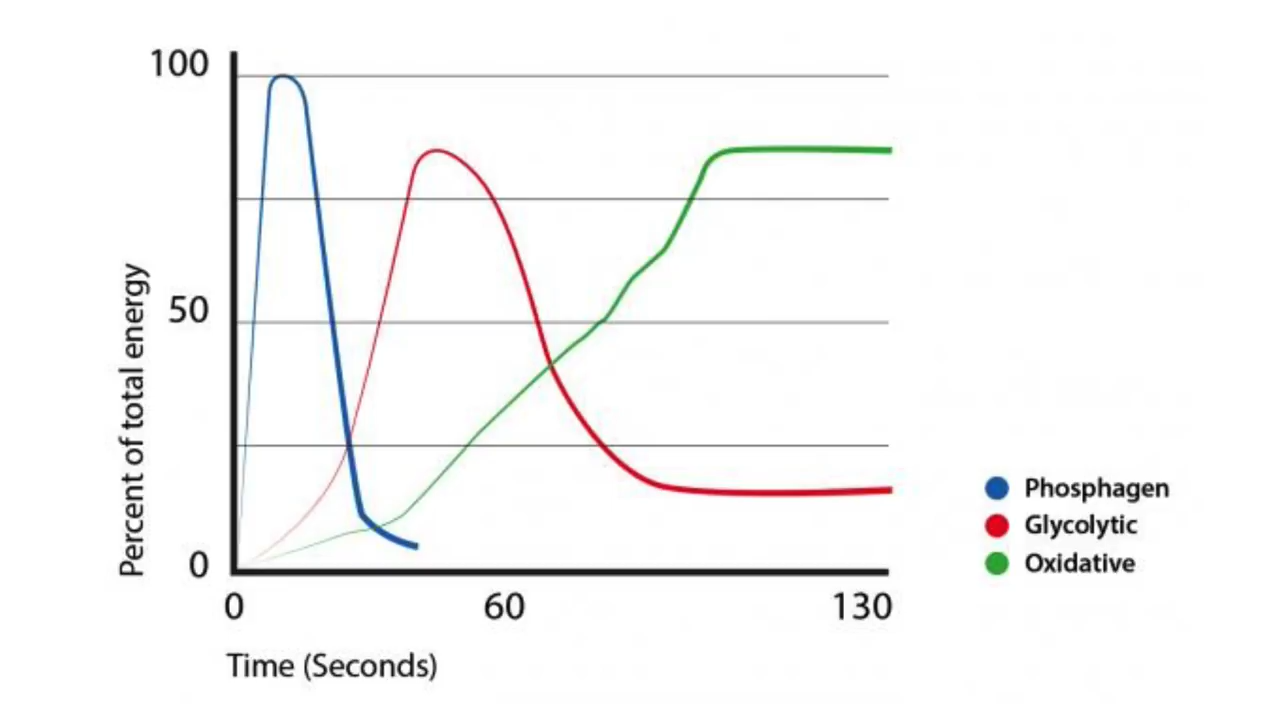 100
50
0
Percent of total energy
0 60 130
Time (Seconds)
Phosphagen
Glycolytic
Oxidative